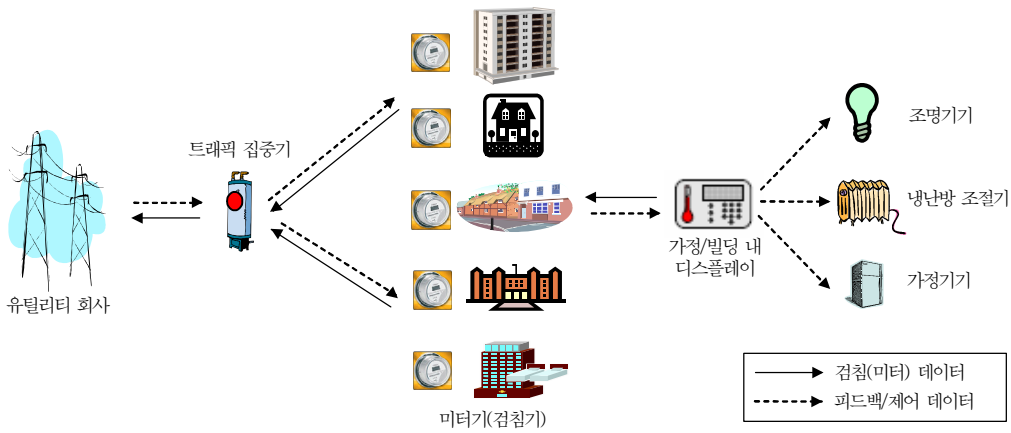 트래픽 집중기
유틸리티 회사
미터기(검침기)
가정/빌딩 내
디스플레이
조명기기
냉난방 조절기
가정기기
검침(미터) 데이터
피드백/제어 데이터